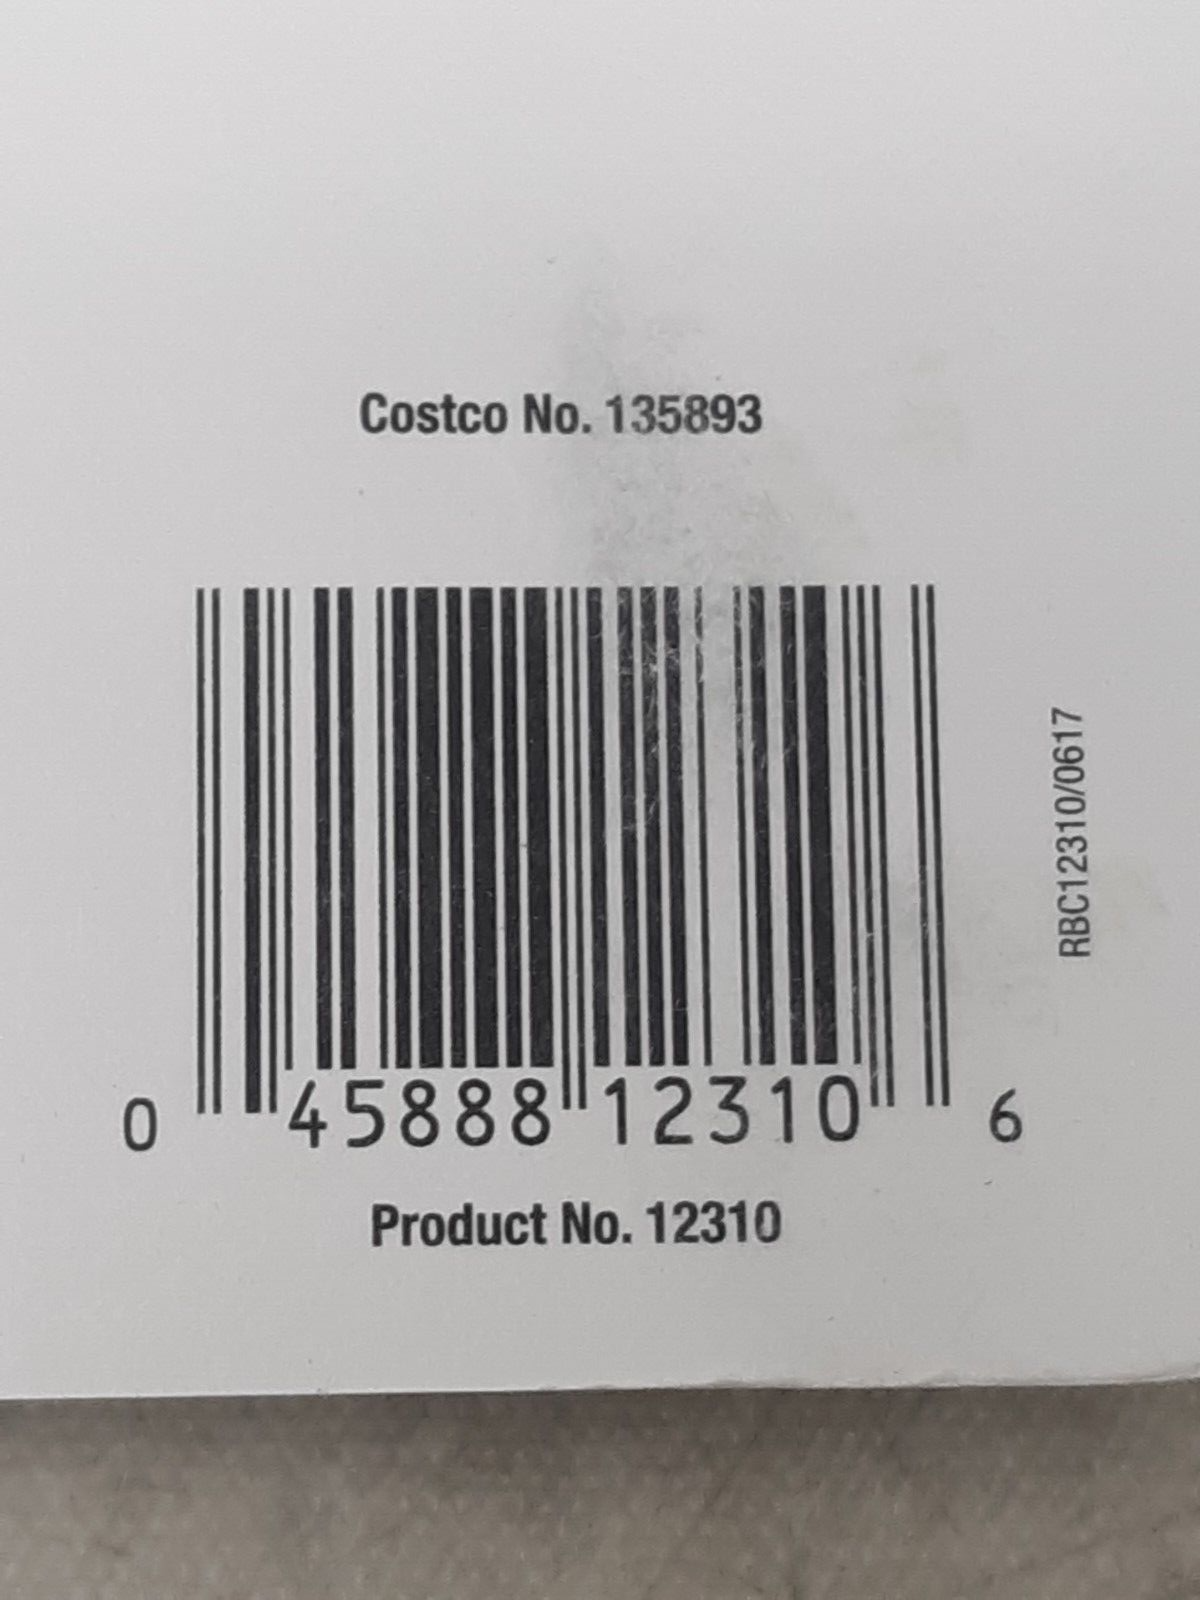 Costco No. 135893
RBC12310/0617
0 45888 12310 6
Product No. 12310